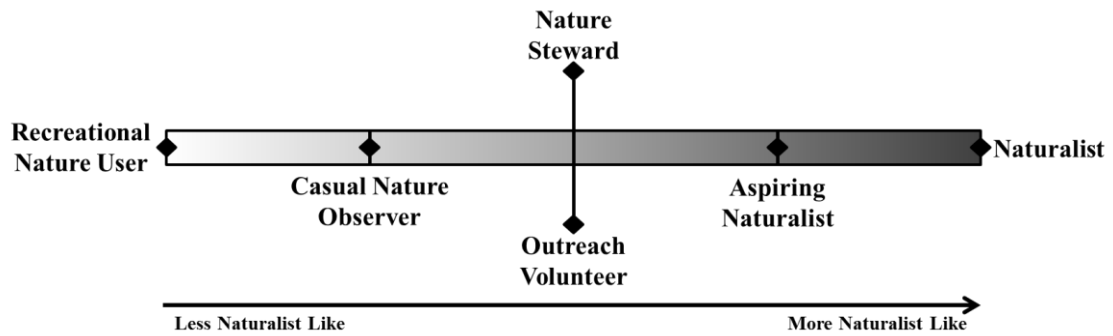 Nature
Steward
Recreational
Nature User
Naturalist
Casual Nature
Observer
Aspiring
Naturalist
Outreach
Volunteer
Less Naturalist Like
More Naturalist Like